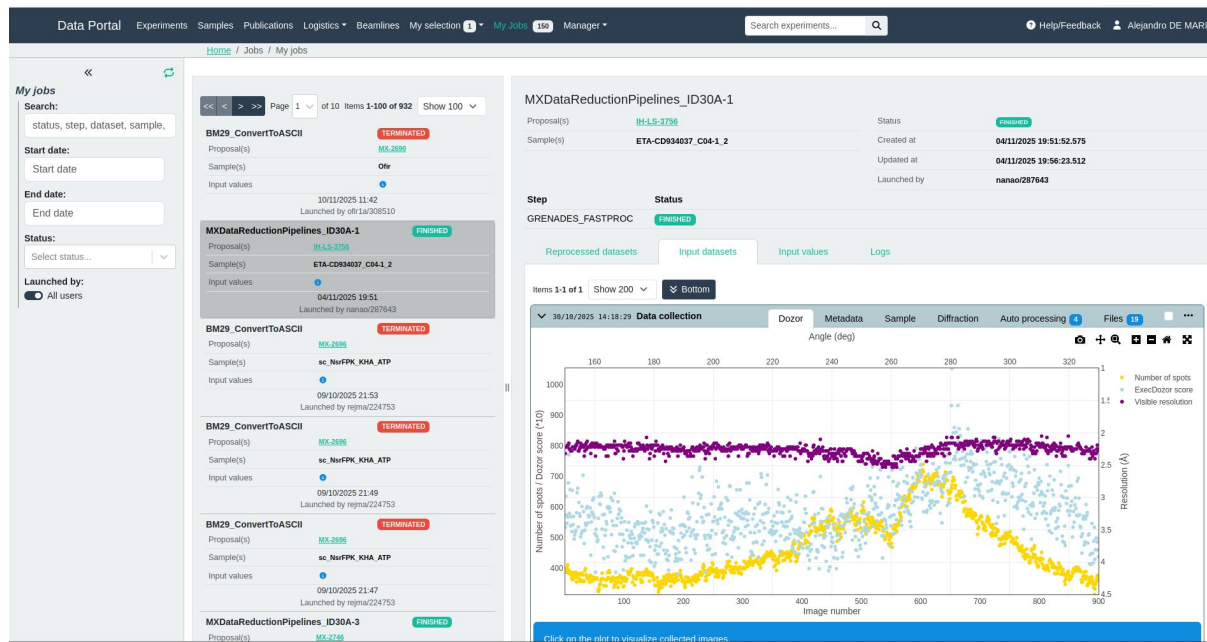 Data Portal Experiments Samples Publications Logistics My selection 1 My Jobs 150 Manager Search experiments... Help/Feedback Alejandro DE MARI
Home / Jobs / My jobs
My jobs
Search:
status, step, dataset, sample,
Start date:
Start date
End date:
End date
Status:
Select status...
Launched by:
All users
<< < > >> Page 1 of 10 Items 1-100 of 932 Show 100
BM29_ConvertToASCII TERMINATED
Proposal(s) MX-2690
Sample(s) Ofir
Input values
10/11/2025 11:42
Launched by ofir1a/308510
MXDataReductionPipelines_ID30A-1 FINISHED
Proposal(s) IH-LS-3756
Sample(s) ETA-CD934037_C04-1_2
Input values
04/11/2025 19:51
Launched by nanao/287643
BM29_ConvertToASCII TERMINATED
Proposal(s) MX-2696
Sample(s) sc_NsrFPK_KHA_ATP
Input values
09/10/2025 21:53
Launched by rejma/224753
BM29_ConvertToASCII TERMINATED
Proposal(s) MX-2696
Sample(s) sc_NsrFPK_KHA_ATP
Input values
09/10/2025 21:49
Launched by rejma/224753
BM29_ConvertToASCII TERMINATED
Proposal(s) MX-2696
Sample(s) sc_NsrFPK_KHA_ATP
Input values
09/10/2025 21:47
Launched by rejma/224753
MXDataReductionPipelines_ID30A-3 FINISHED
Proposal(s) MX-2746
MXDataReductionPipelines_ID30A-1
Proposal(s) IH-LS-3756 Status FINISHED
Sample(s) ETA-CD934037_C04-1_2 Created at 04/11/2025 19:51:52.575
Updated at 04/11/2025 19:56:23.512
Launched by nanao/287643
Step Status
GRENADES_FASTPROC FINISHED
Reprocessed datasets Input datasets Input values Logs
Items 1-1 of 1 Show 200 Bottom
30/10/2025 14:18:29 Data collection Dozor Metadata Sample Diffraction Auto processing 4 Files 19
Angle (deg)
160 180 200 220 240 260 280 300 320
1000 900 800 700 600 500 400
Number of spots / Dozor score (*10)
1 1.5 2 2.5 3 3.5 4 4.5
Resolution (Å)
Number of spots
ExecDozor score
Visible resolution
100 200 300 400 500 600 700 800 900
Image number
Click on the plot to visualize collected images.